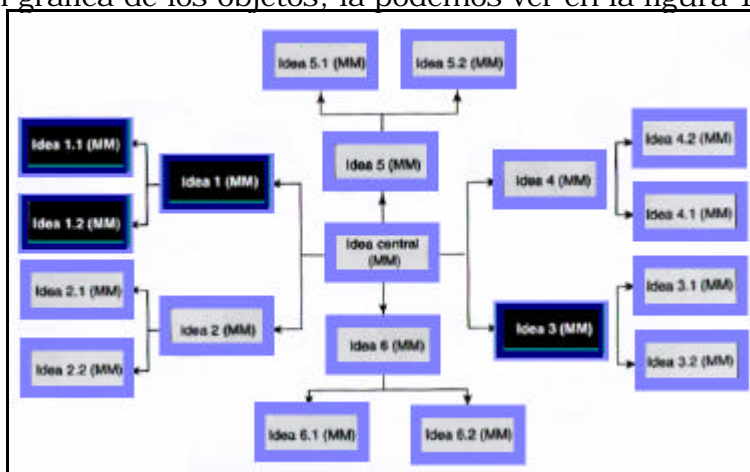 gráfica de los objetos, la podemos ver en la figura
Idea 5.1 (MM)
Idea 5.2 (MM)
Idea 1.1 (MM)
Idea 4.2 (MM)
Idea 5 (MM)
Idea 1 (MM)
Idea 4 (MM)
Idea 1.2 (MM)
Idea 4.1 (MM)
Idea central
(MM)
Idea 2.1 (MM)
Idea 3.1 (MM)
Idea 2 (MM)
Idea 3 (MM)
Idea 6 (MM)
Idea 2.2 (MM)
Idea 3.2 (MM)
Idea 6.1 (MM)
Idea 6.2 (MM)